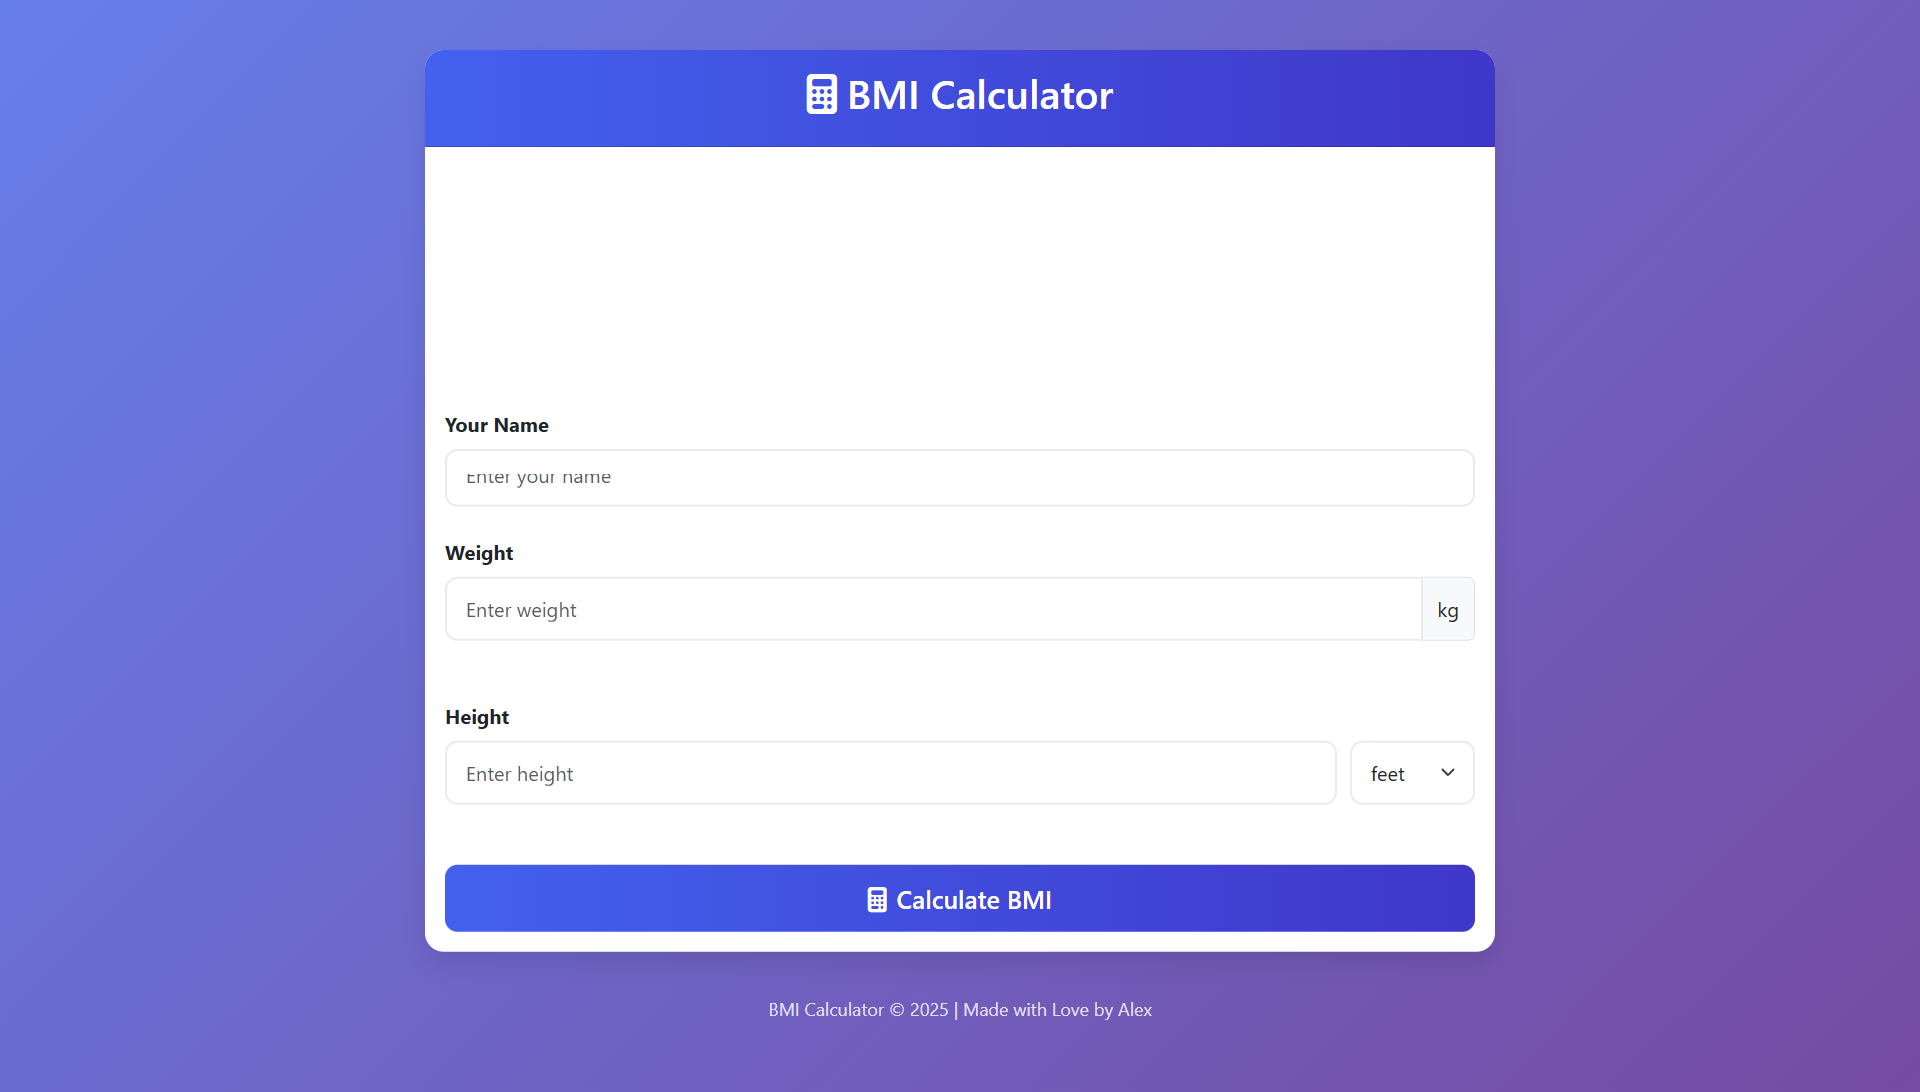 BMI Calculator
Your Name
Enter your name
Weight
Enter weight
kg
Height
Enter height
feet
Calculate BMI
BMI Calculator © 2025 | Made with Love by Alex